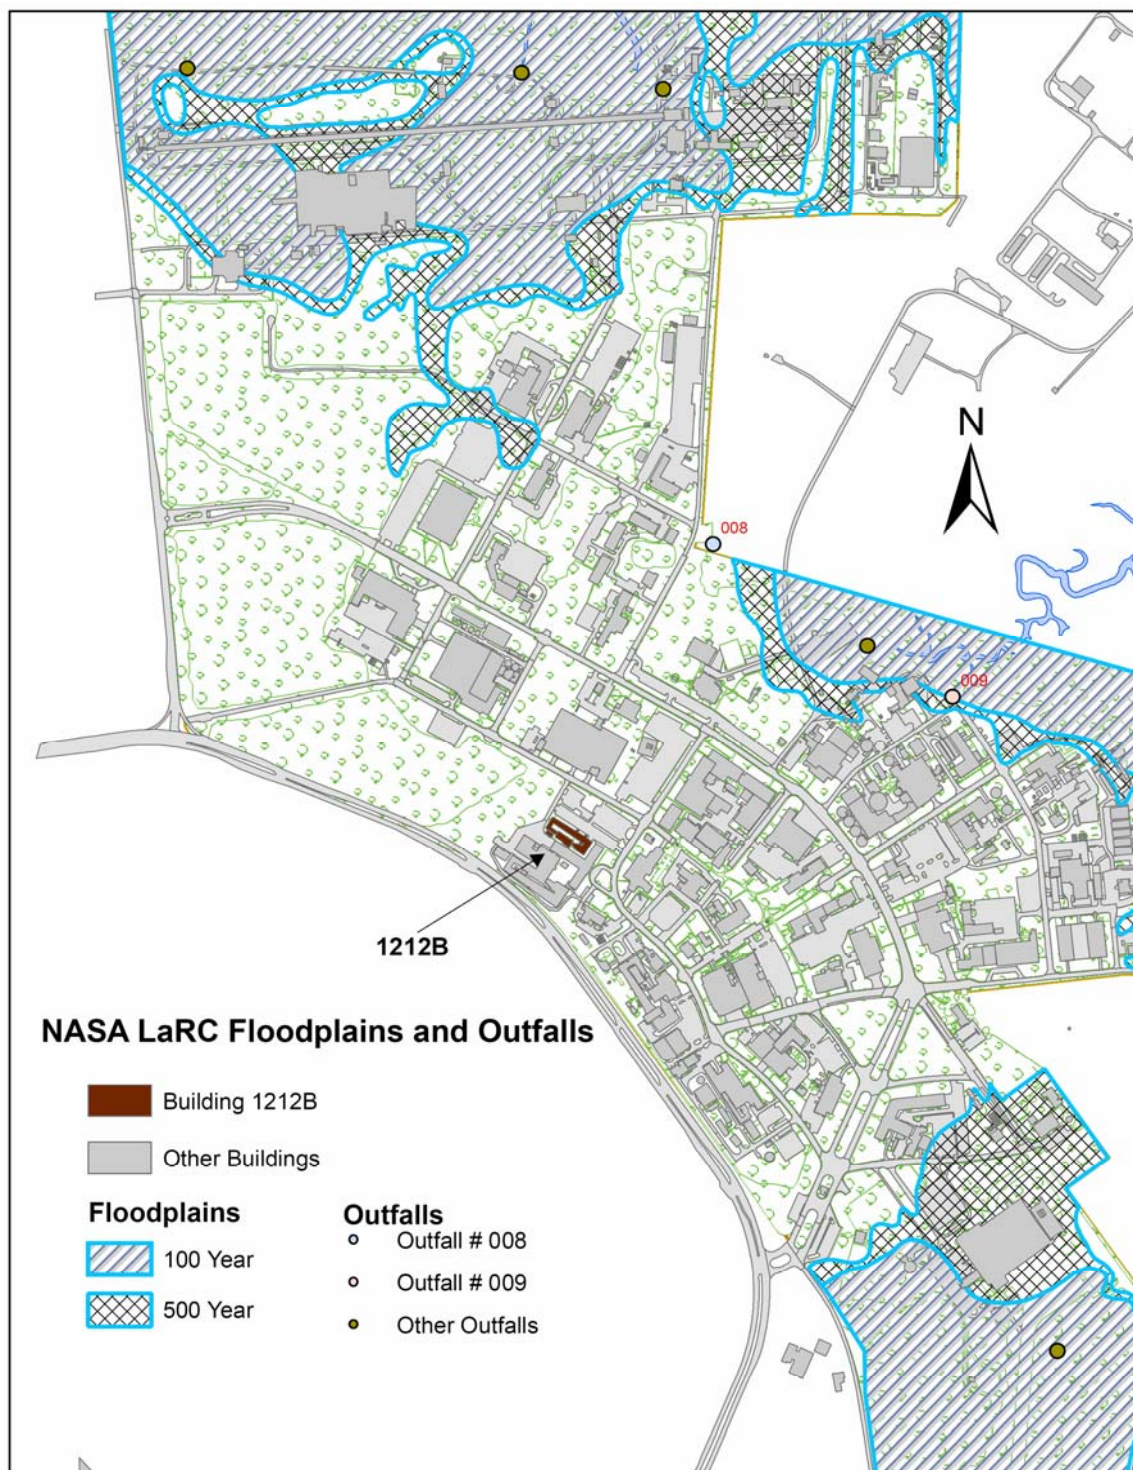 N
008
009
1212B
NASA LaRC Floodplains and Outfalls
Building 1212B
Other Buildings
Floodplains
100 Year
500 Year
Outfalls
Outfall # 008
Outfall # 009
Other Outfalls